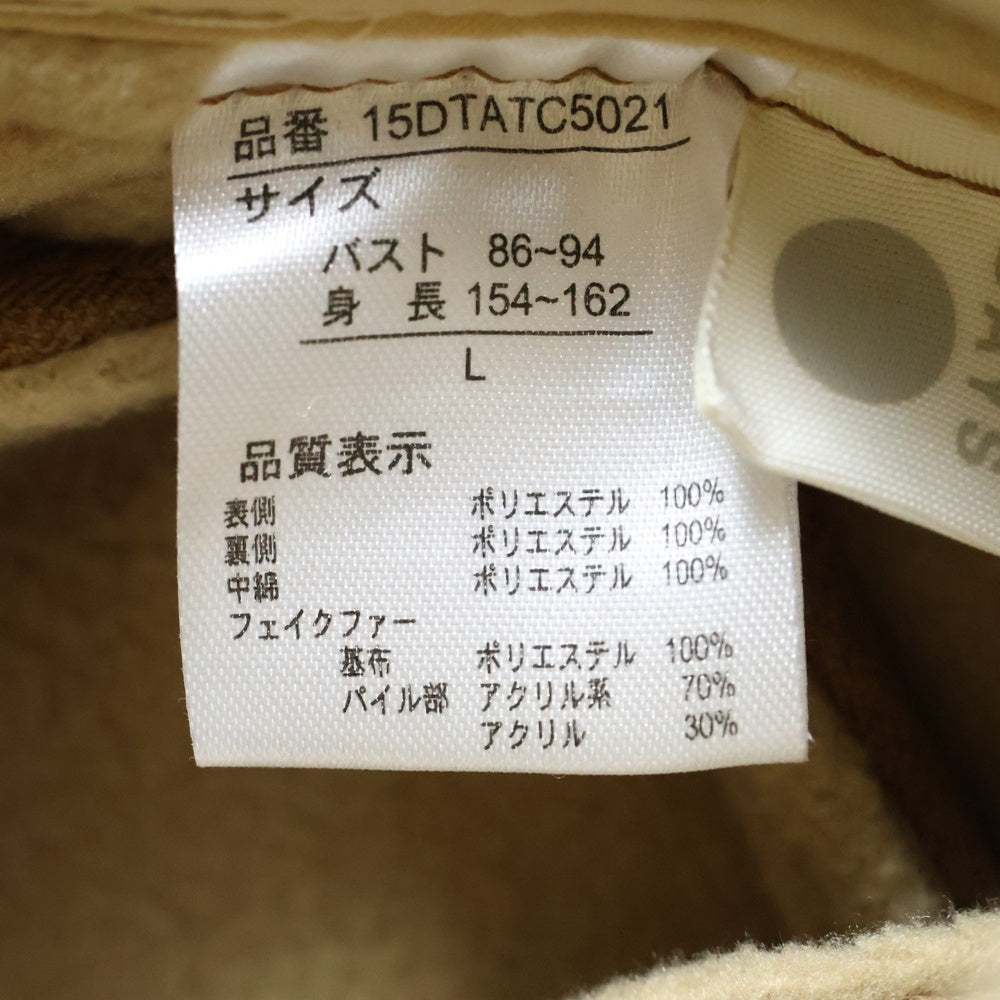 品番 15DTATC5021
サイズ
バスト 86~94
身 長 154~162
L
品質表示
表側 ポリエステル 100%
裏側 ポリエステル 100%
中綿 ポリエステル 100%
フェイクファー
基布 ポリエステル 100%
パイル部 アクリル系 70%
アクリル 30%